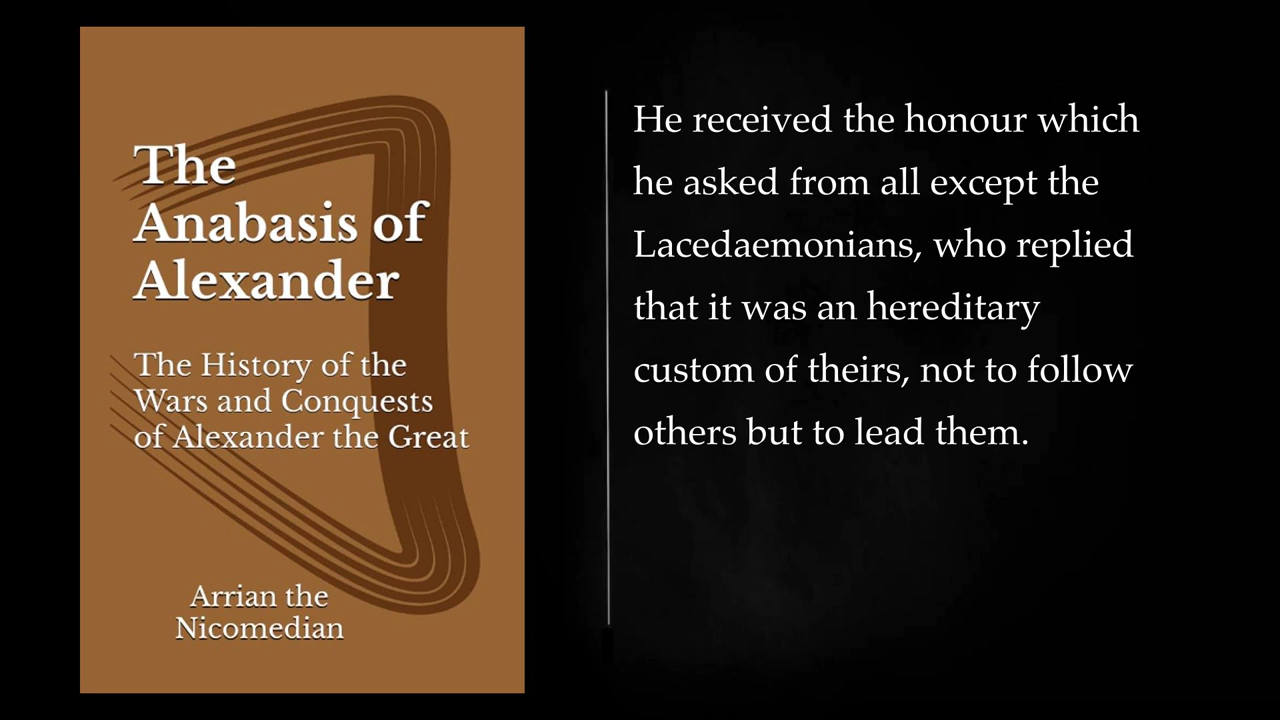 The
Anabasis of
Alexander
The History of the
Wars and Conquests
of Alexander the Great
Arrian the
Nicomedian
He received the honour which
he asked from all except the
Lacedaemonians, who replied
that it was an hereditary
custom of theirs, not to follow
others but to lead them.